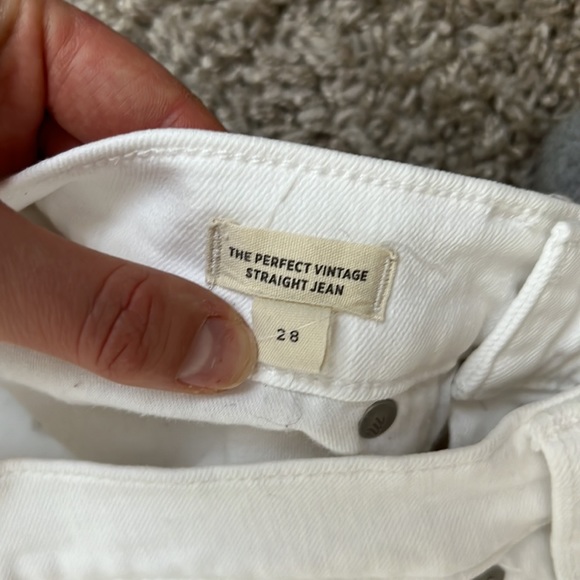 THE PERFECT VINTAGE
STRAIGHT JEAN
28